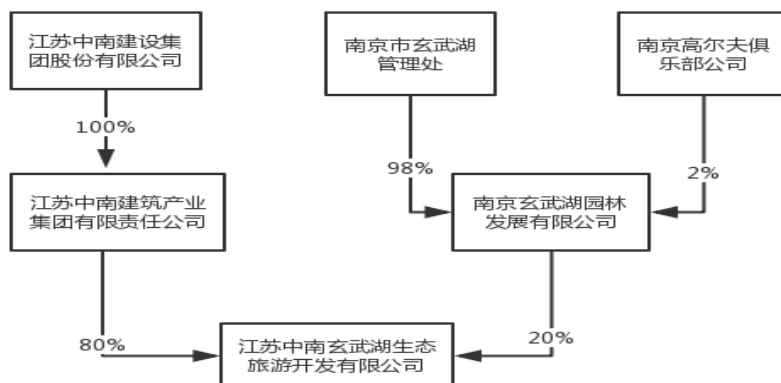 江苏中南建设集
团股份有限公司
南京市玄武湖
管理处
南京高尔夫俱
乐部公司
100%
98%
2%
江苏中南建筑产业
集团有限责任公司
南京玄武湖园林
发展有限公司
80%
20%
江苏中南玄武湖生态
旅游开发有限公司